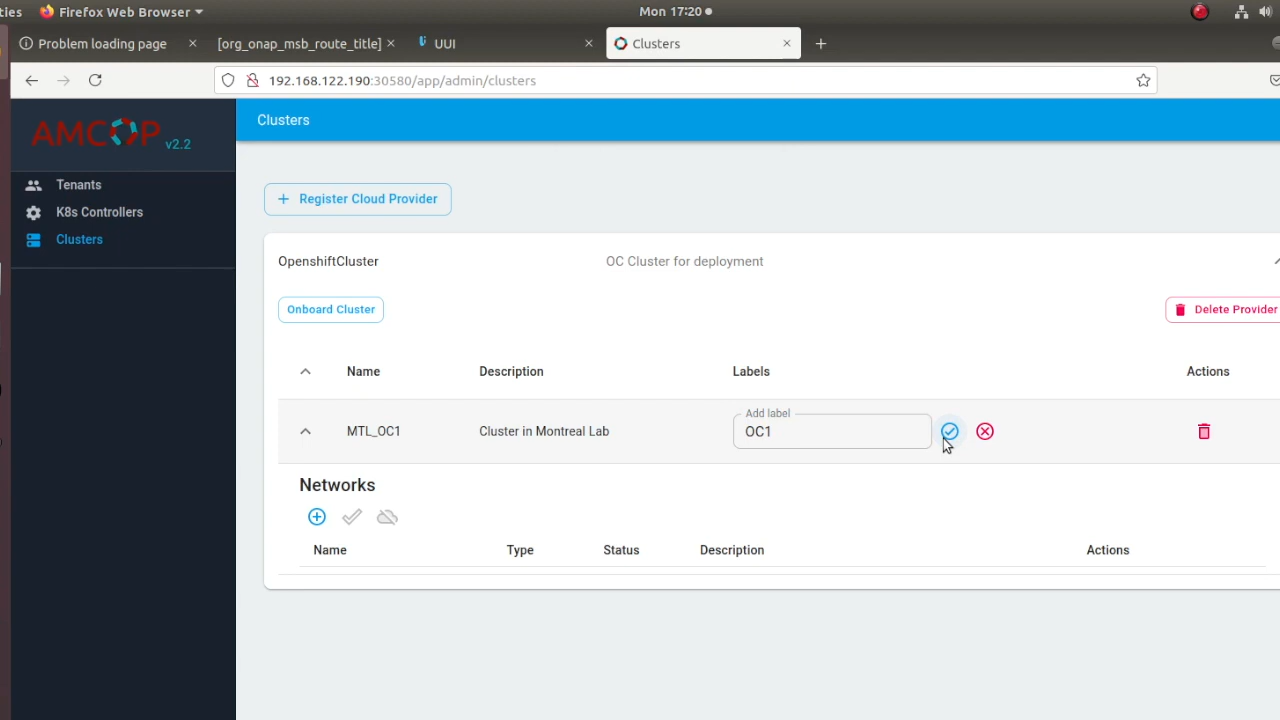 ties Firefox Web Browser Mon 17:20
Problem loading page [org_onap_msb_route_title] UUI Clusters
192.168.122.190:30580/app/admin/clusters
AMCOP v2.2
Clusters
Tenants
K8s Controllers
Clusters
+ Register Cloud Provider
OpenshiftCluster OC Cluster for deployment
Onboard Cluster Delete Provider
Name Description Labels Actions
Add label
MTL_OC1 Cluster in Montreal Lab OC1
Networks
Name Type Status Description Actions